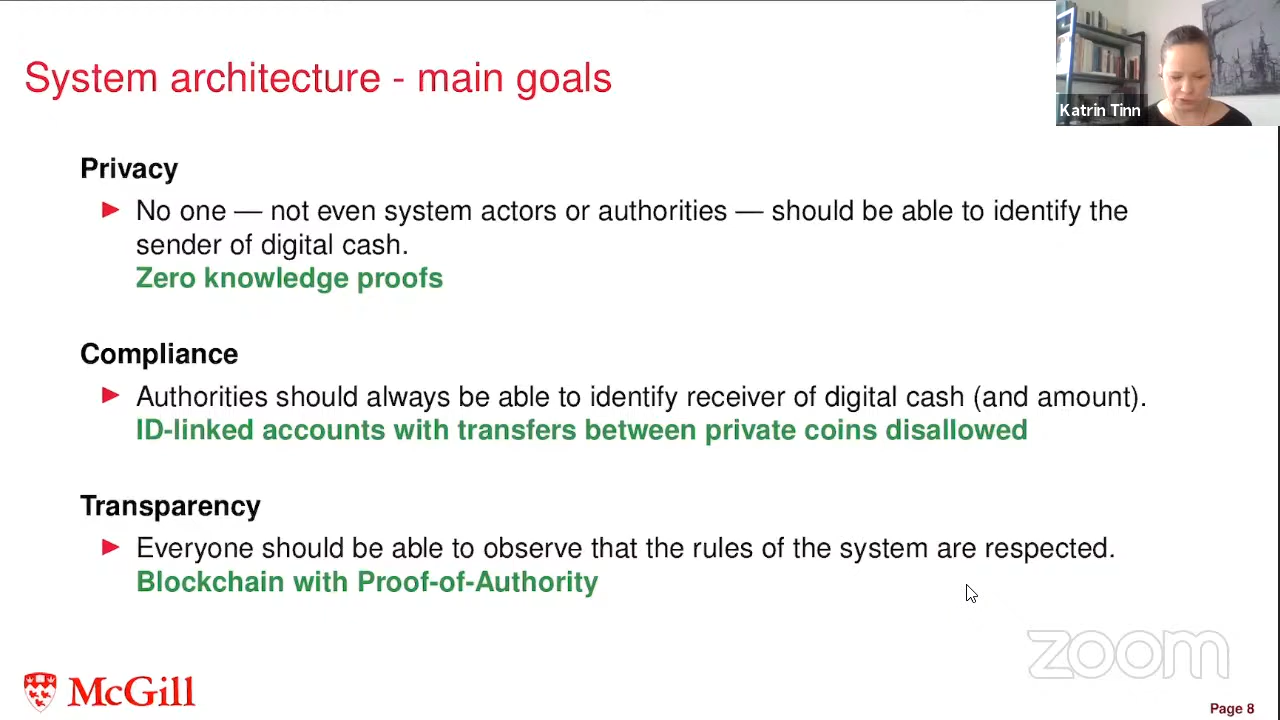 System architecture - main goals
Katrin Tinn
Privacy
No one — not even system actors or authorities — should be able to identify the
sender of digital cash.
Zero knowledge proofs
Compliance
Authorities should always be able to identify receiver of digital cash (and amount).
ID-linked accounts with transfers between private coins disallowed
Transparency
Everyone should be able to observe that the rules of the system are respected.
Blockchain with Proof-of-Authority
zoom
McGill
Page 8